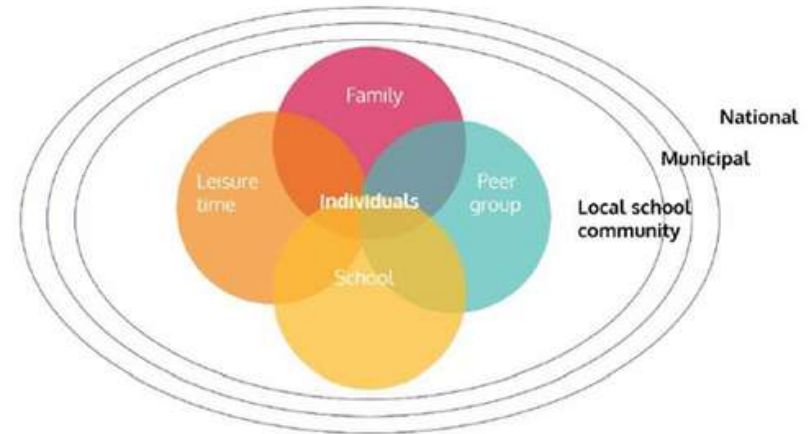 Family
National
Municipal
Leisure
time
Individuals
Peer
group
Local school
community
School